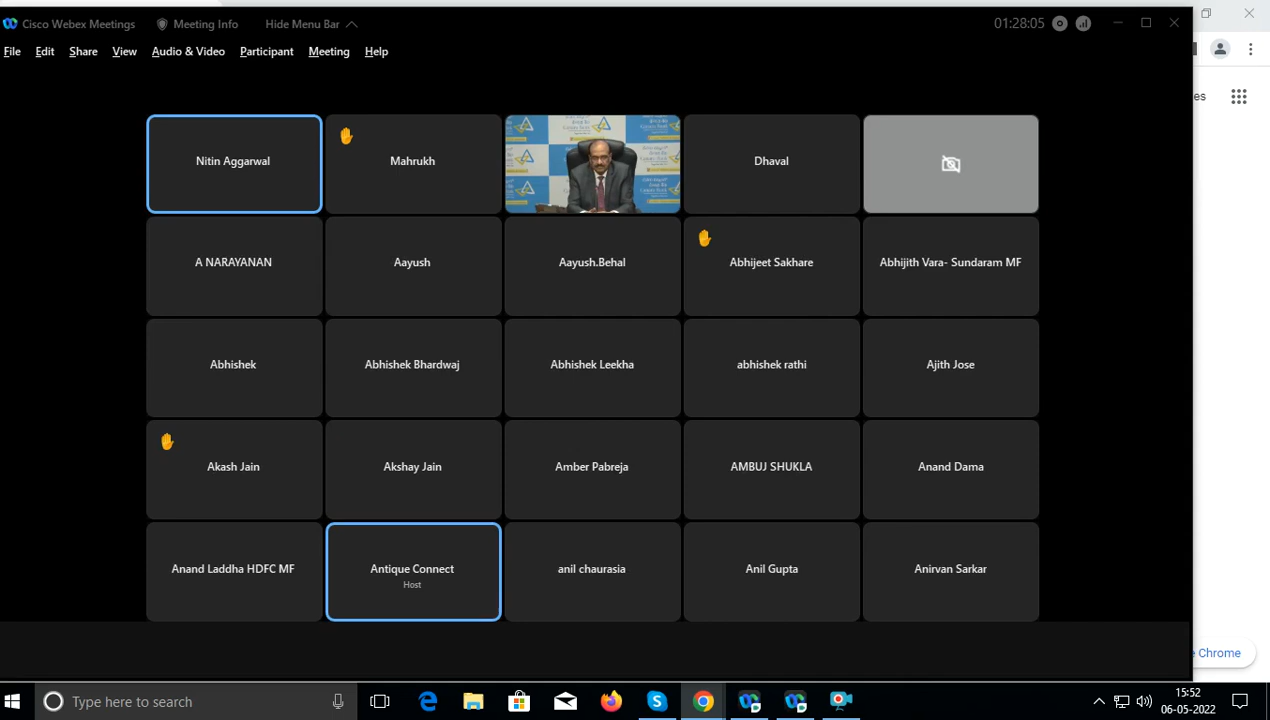 Cisco Webex Meetings
Meeting Info
Hide Menu Bar
01:28:05
File Edit Share View Audio & Video Participant Meeting Help
es
Nitin Aggarwal
Mahrukh
Dhaval
A NARAYANAN
Aayush
Aayush.Behal
Abhijeet Sakhare
Abhijith Vara- Sundaram MF
Abhishek
Abhishek Bhardwaj
Abhishek Leekha
abhishek rathi
Ajith Jose
Akash Jain
Akshay Jain
Amber Pabreja
AMBUJ SHUKLA
Anand Dama
Anand Laddha HDFC MF
Antique Connect
Host
anil chaurasia
Anil Gupta
Anirvan Sarkar
e Chrome
Type here to search
15:52
06-05-2022